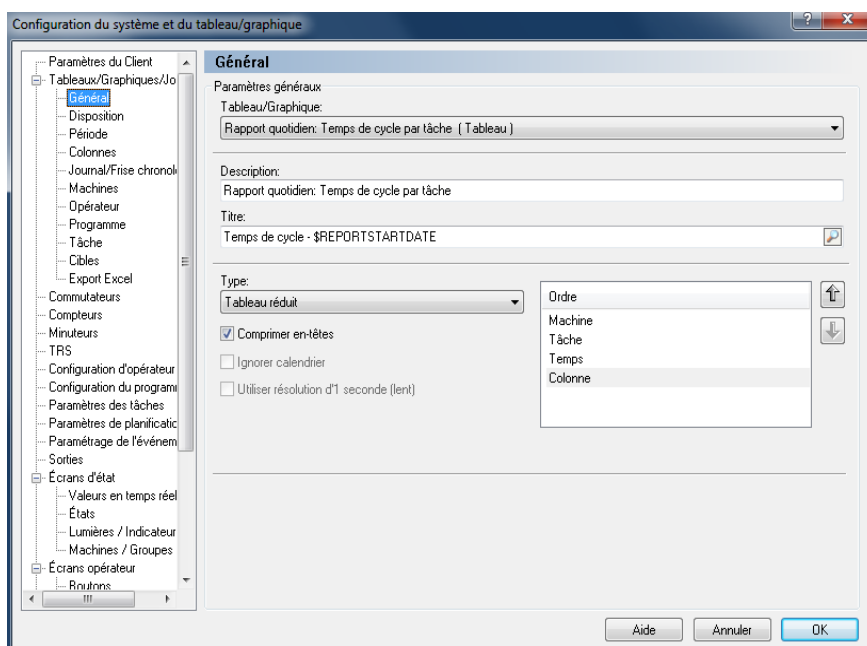 Configuration du système et du tableau/graphique
Paramètres du Client
Tableaux/Graphiques/Jo
Général
Disposition
Période
Colonnes
Journal/Frise chronol
Machines
Opérateur
Programme
Tâche
Cibles
Export Excel
Commutateurs
Compteurs
Minuteurs
TRS
Configuration d'opérateur
Configuration du program
Paramètres des tâches
Paramètres de planificatic
Paramétrage de l'événem
Sorties
Écrans d'état
Valeurs en temps réel
États
Lumières / Indicateur
Machines / Groupes
Écrans opérateur
Boutons
Général
Paramètres généraux
Tableau/Graphique:
Rapport quotidien: Temps de cycle par tâche ( Tableau )
Description:
Rapport quotidien: Temps de cycle par tâche
Titre:
Temps de cycle - $REPORTSTARTDATE
Type:
Tableau réduit
Comprimer en-têtes
Ignorer calendrier
Utiliser résolution d'1 seconde (lent)
Ordre
Machine
Tâche
Temps
Colonne
Aide
Annuler
OK